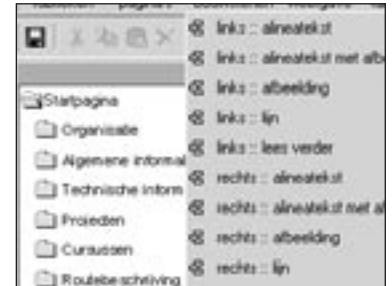 links :: alineatekst
links :: alineatekst met afb
links :: afbeelding
links :: lijn
links :: lees verder
rechts :: alineatekst
rechts :: alineatekst met af
rechts :: afbeelding
rechts :: lijn
Startpagina
Organisatie
Algemene informat
Technische inform
Projecten
Cursussen
Routebeschrijving